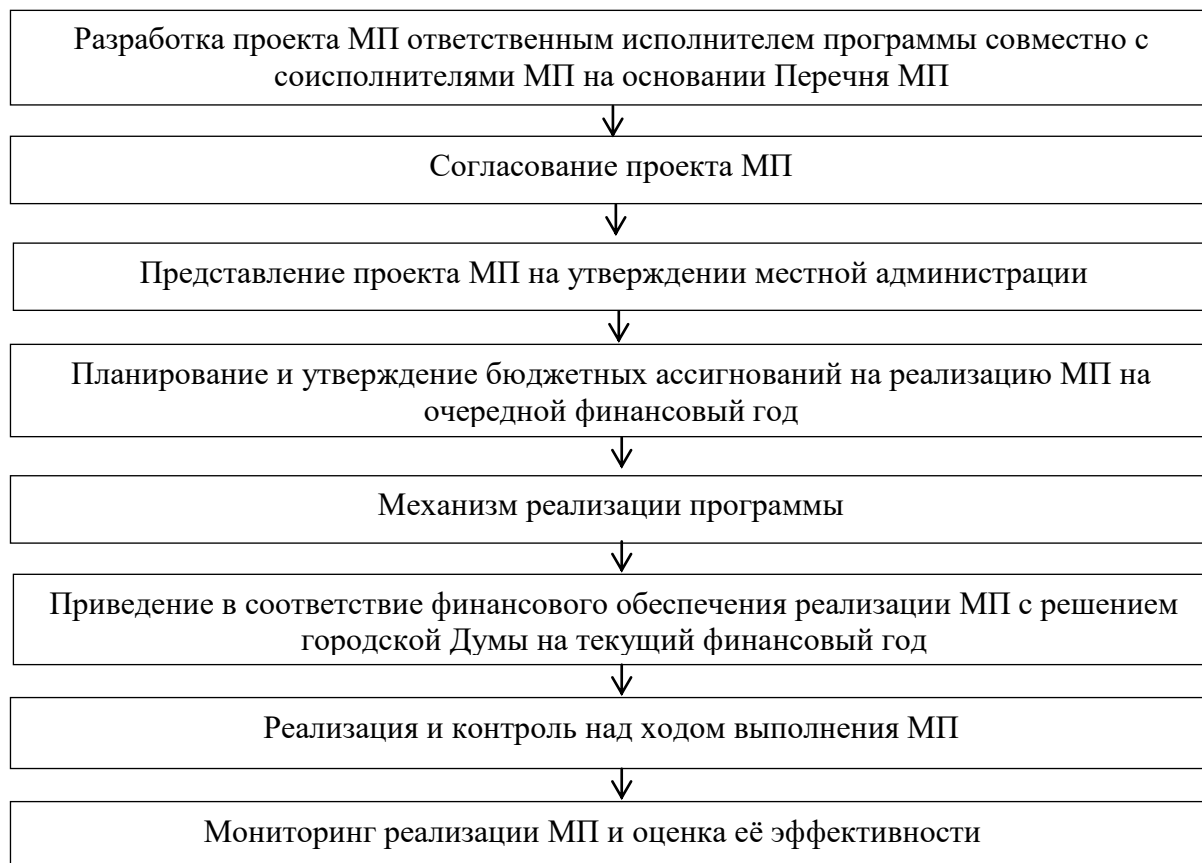 Разработка проекта МП ответственным исполнителем программы совместно с
соисполнителями МП на основании Перечня МП
Согласование проекта МП
Представление проекта МП на утверждении местной администрации
Планирование и утверждение бюджетных ассигнований на реализацию МП на
очередной финансовый год
Механизм реализации программы
Приведение в соответствие финансового обеспечения реализации МП с решением
городской Думы на текущий финансовый год
Реализация и контроль над ходом выполнения МП
Мониторинг реализации МП и оценка её эффективности